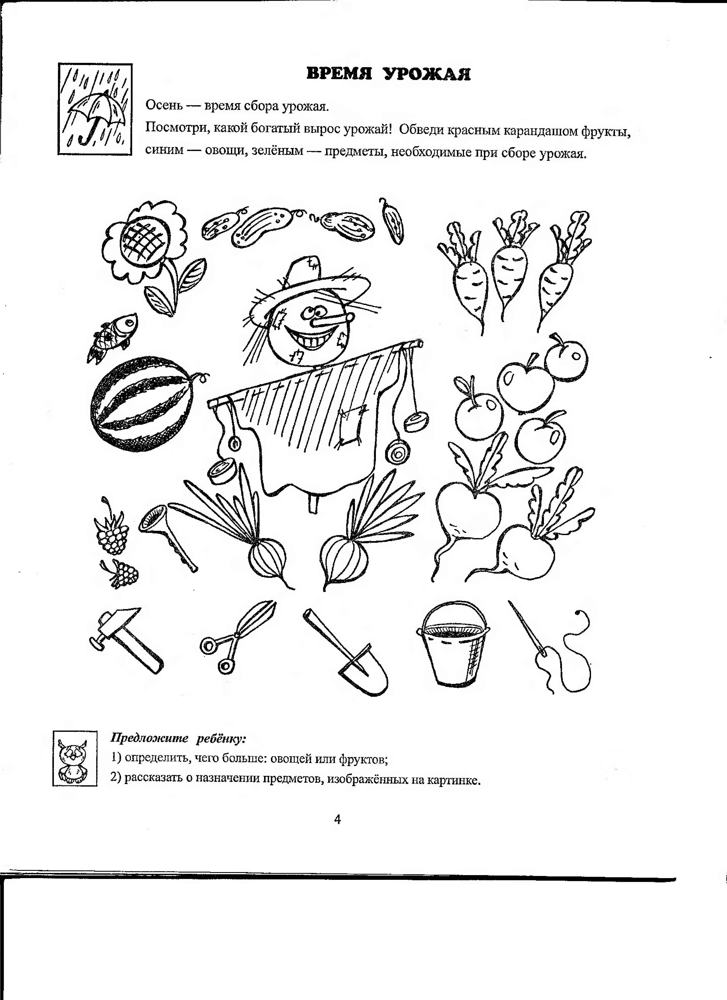 ВРЕМЯ УРОЖАЯ
Осень — время сбора урожая.
Посмотри, какой богатый вырос урожай! Обведи красным карандашом фрукты,
синим — овощи, зелёным — предметы, необходимые при сборе урожая.
Предложите ребёнку:
1) определить, чего больше: овощей или фруктов;
2) рассказать о назначении предметов, изображённых на картинке.
4